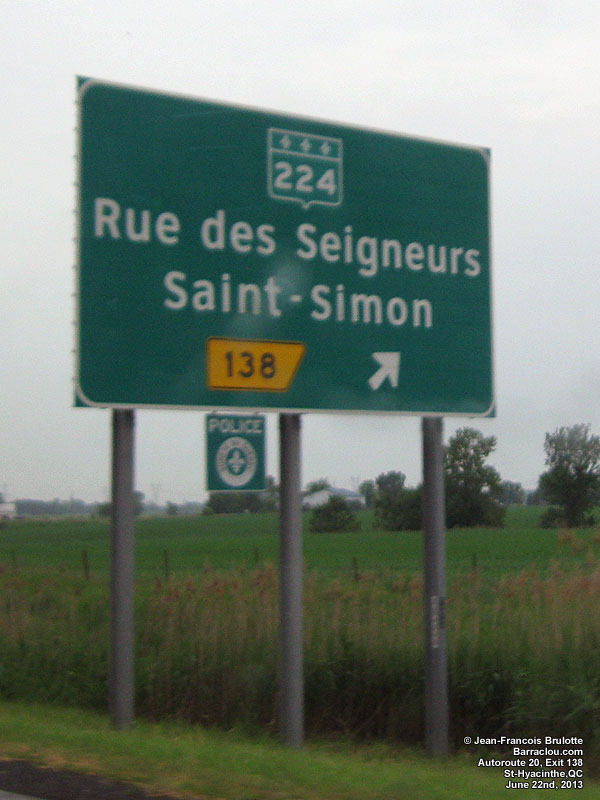 224
Rue des Seigneurs
Saint-Simon
138
POLICE
© Jean-Francois Brulotte
Barraclou.com
Autoroute 20, Exit 138
St-Hyacinthe,QC
June 22nd, 2013